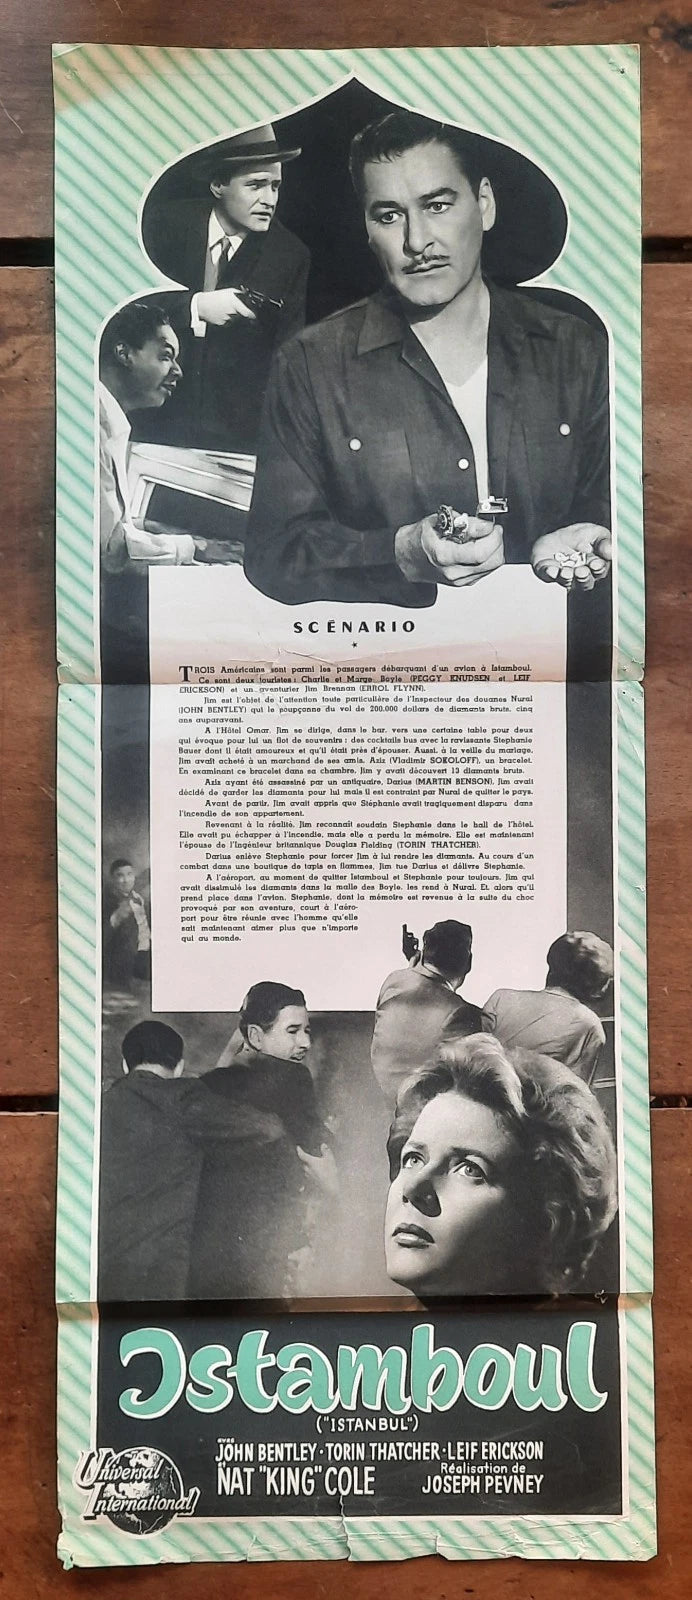 SCÉNARIO
TROIS Américains sont parmi les passagers débarquant d'un avion à Istamboul.
Ce sont deux touristes : Charlie et Marge Boyle (PEGGY KNUDSEN et LEIF
ERICKSON) et un aventurier Jim Brennan (ERROL FLYNN).
Jim est l'objet de l'attention toute particulière de l'Inspecteur des douanes Nural
(JOHN BENTLEY) qui le soupçonne du vol de 200.000 dollars de diamants bruts, cinq
ans auparavant.
A l'Hôtel Omar, Jim se dirige, dans le bar, vers une certaine table pour deux
qui évoque pour lui un flot de souvenirs : des cocktails bus avec la ravissante Stephanie
Bauer dont il était amoureux et qu'il était près d'épouser. Aussi, à la veille du mariage,
Jim avait acheté à un marchand de ses amis, Aziz (Vladimir SOKOLOFF), un bracelet.
En examinant ce bracelet dans sa chambre, Jim y avait découvert 13 diamants bruts.
Aziz ayant été assassiné par un antiquaire, Darius (MARTIN BENSON), Jim avait
décidé de garder les diamants pour lui mais il est contraint par Nural de quitter le pays.
Avant de partir, Jim avait appris que Stéphanie avait tragiquement disparu dans
l'incendie de son appartement.
Revenant à la réalité, Jim reconnaît soudain Stephanie dans le hall de l'hôtel.
Elle avait pu échapper à l'incendie, mais elle a perdu la mémoire. Elle est maintenant
l'épouse de l'Ingénieur britannique Douglas Fielding (TORIN THATCHER).
Darius enlève Stephanie pour forcer Jim à lui rendre les diamants. Au cours d'un
combat dans une boutique de tapis en flammes, Jim tue Darius et délivre Stephanie.
A l'aéroport, au moment de quitter Istamboul et Stephanie pour toujours, Jim qui
avait dissimulé les diamants dans la malle des Boyle, les rend à Nural. Et, alors qu'il
prend place dans l'avion, Stephanie, dont la mémoire est revenue à la suite du choc
provoqué par son aventure, court à l'aéro-
port pour être réunie avec l'homme qu'elle
sait maintenant aimer plus que n'importe
qui au monde.
Istamboul
("ISTANBUL")
avec
JOHN BENTLEY · TORIN THATCHER · LEIF ERICKSON
NAT "KING" COLE
Réalisation de
JOSEPH PEVNEY
Universal
International